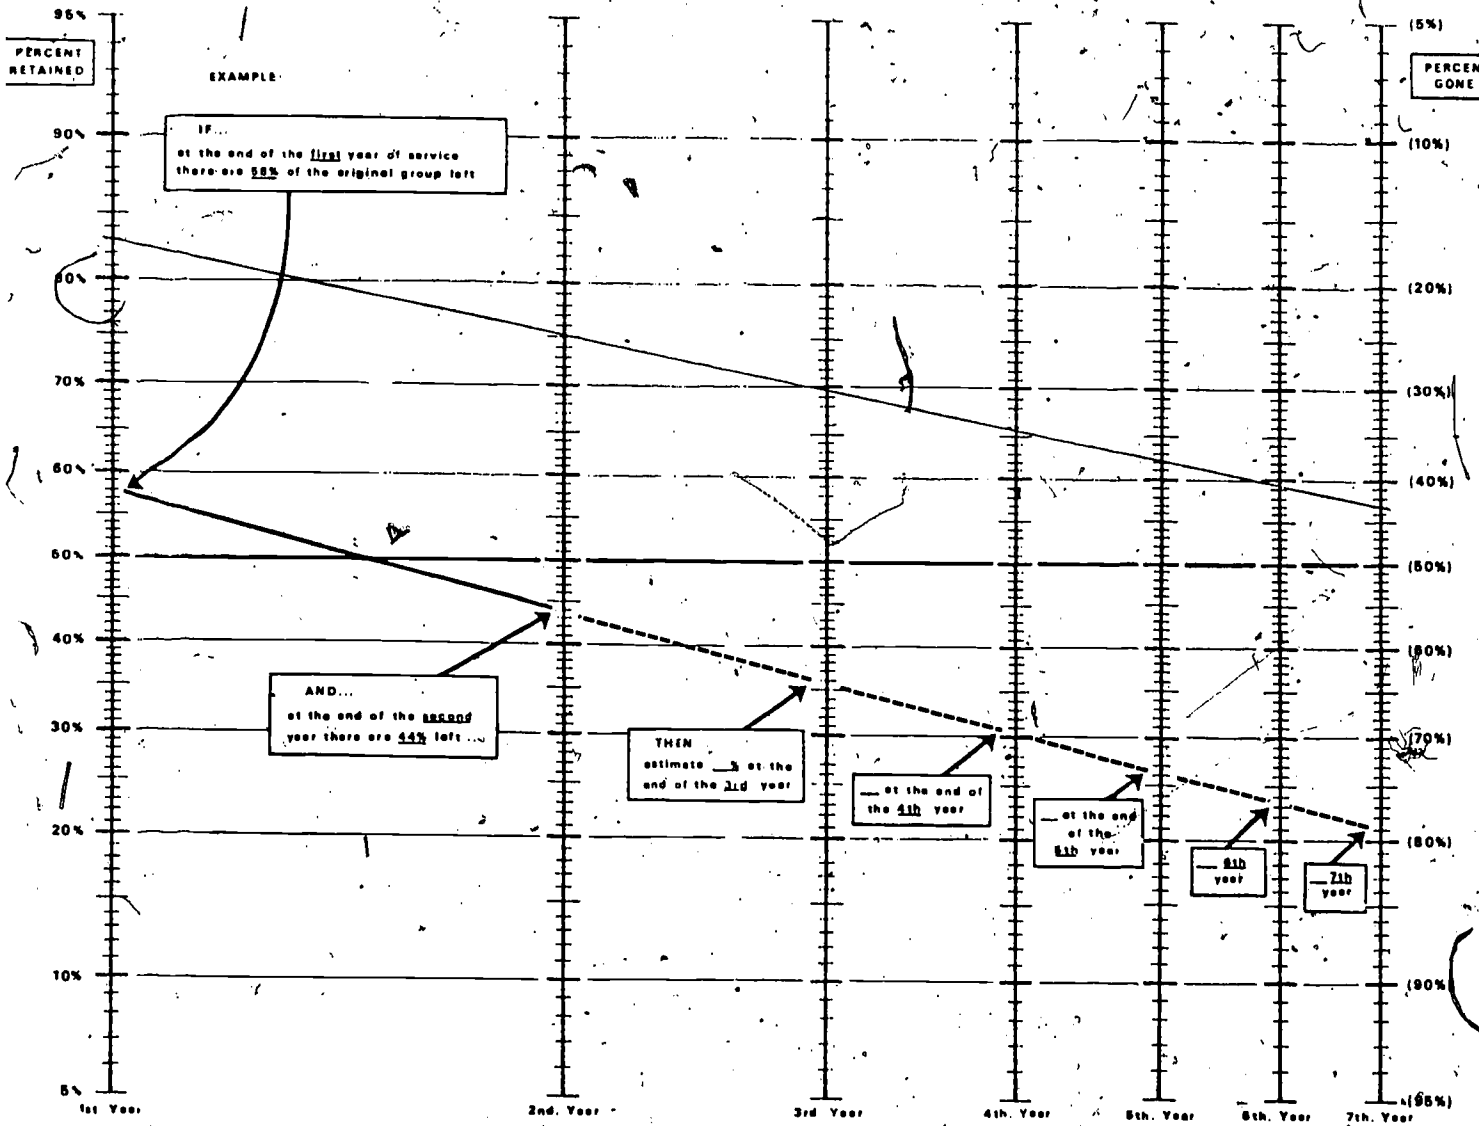 95%
PERCENT
RETAINED
EXAMPLE
IF...
at the end of the first year of service
there are 58% of the original group left
90%
80%
70%
60%
50%
40%
30%
20%
10%
5%
AND...
at the end of the second
year there are 44% left ...
THEN
estimate __% at the
end of the 3rd year
__ at the end of
the 4th year
__ at the end
of the
5th year
__ 6th
year
__ 7th
year
(5%)
PERCEN
GONE
(10%)
(20%)
(30%)
(40%)
(50%)
(60%)
(70%)
(80%)
(90%)
(95%)
1st Year
2nd. Year
3rd. Year
4th. Year
5th. Year
6th. Year
7th. Year